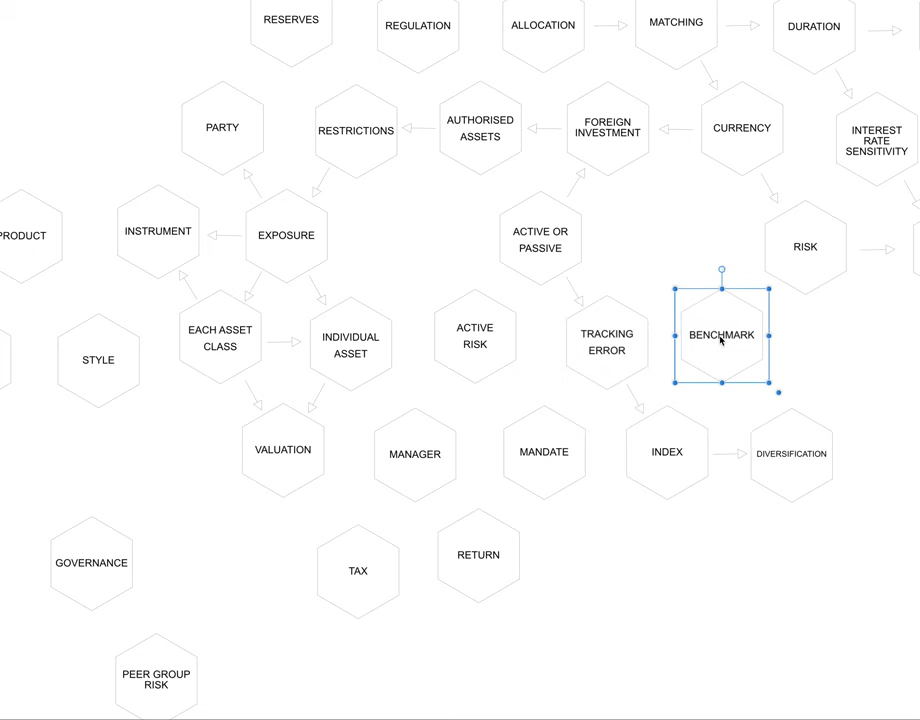 RESERVES
REGULATION
ALLOCATION
MATCHING
DURATION
PARTY
RESTRICTIONS
AUTHORISED
ASSETS
FOREIGN
INVESTMENT
CURRENCY
INTEREST
RATE
SENSITIVITY
PRODUCT
INSTRUMENT
EXPOSURE
ACTIVE OR
PASSIVE
RISK
STYLE
EACH ASSET
CLASS
INDIVIDUAL
ASSET
ACTIVE
RISK
TRACKING
ERROR
BENCHMARK
VALUATION
MANAGER
MANDATE
INDEX
DIVERSIFICATION
GOVERNANCE
TAX
RETURN
PEER GROUP
RISK